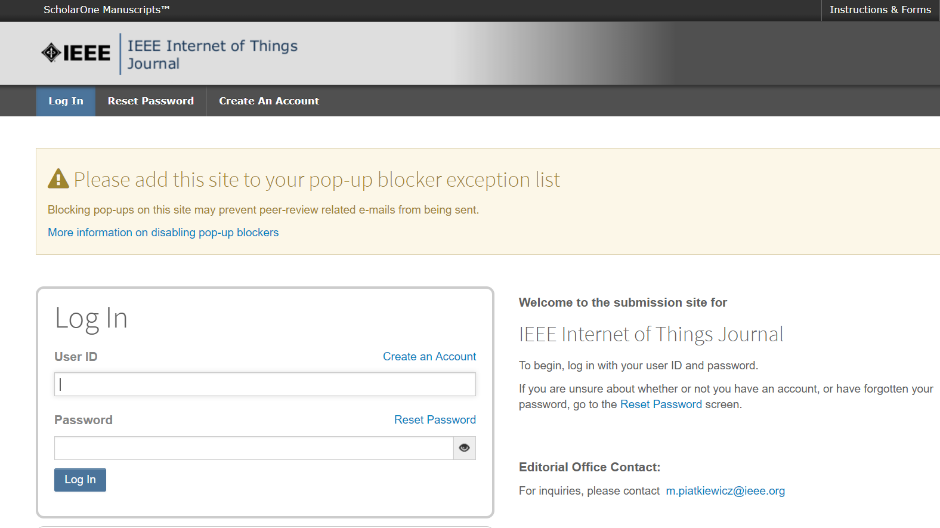 ScholarOne Manuscripts™
Instructions & Forms
IEEE
IEEE Internet of Things
Journal
Log In
Reset Password
Create An Account
Please add this site to your pop-up blocker exception list
Blocking pop-ups on this site may prevent peer-review related e-mails from being sent.
More information on disabling pop-up blockers
Log In
User ID
Create an Account
Password
Reset Password
Log In
Welcome to the submission site for
IEEE Internet of Things Journal
To begin, log in with your user ID and password.
If you are unsure about whether or not you have an account, or have forgotten your
password, go to the Reset Password screen.
Editorial Office Contact:
For inquiries, please contact m.piatkiewicz@ieee.org